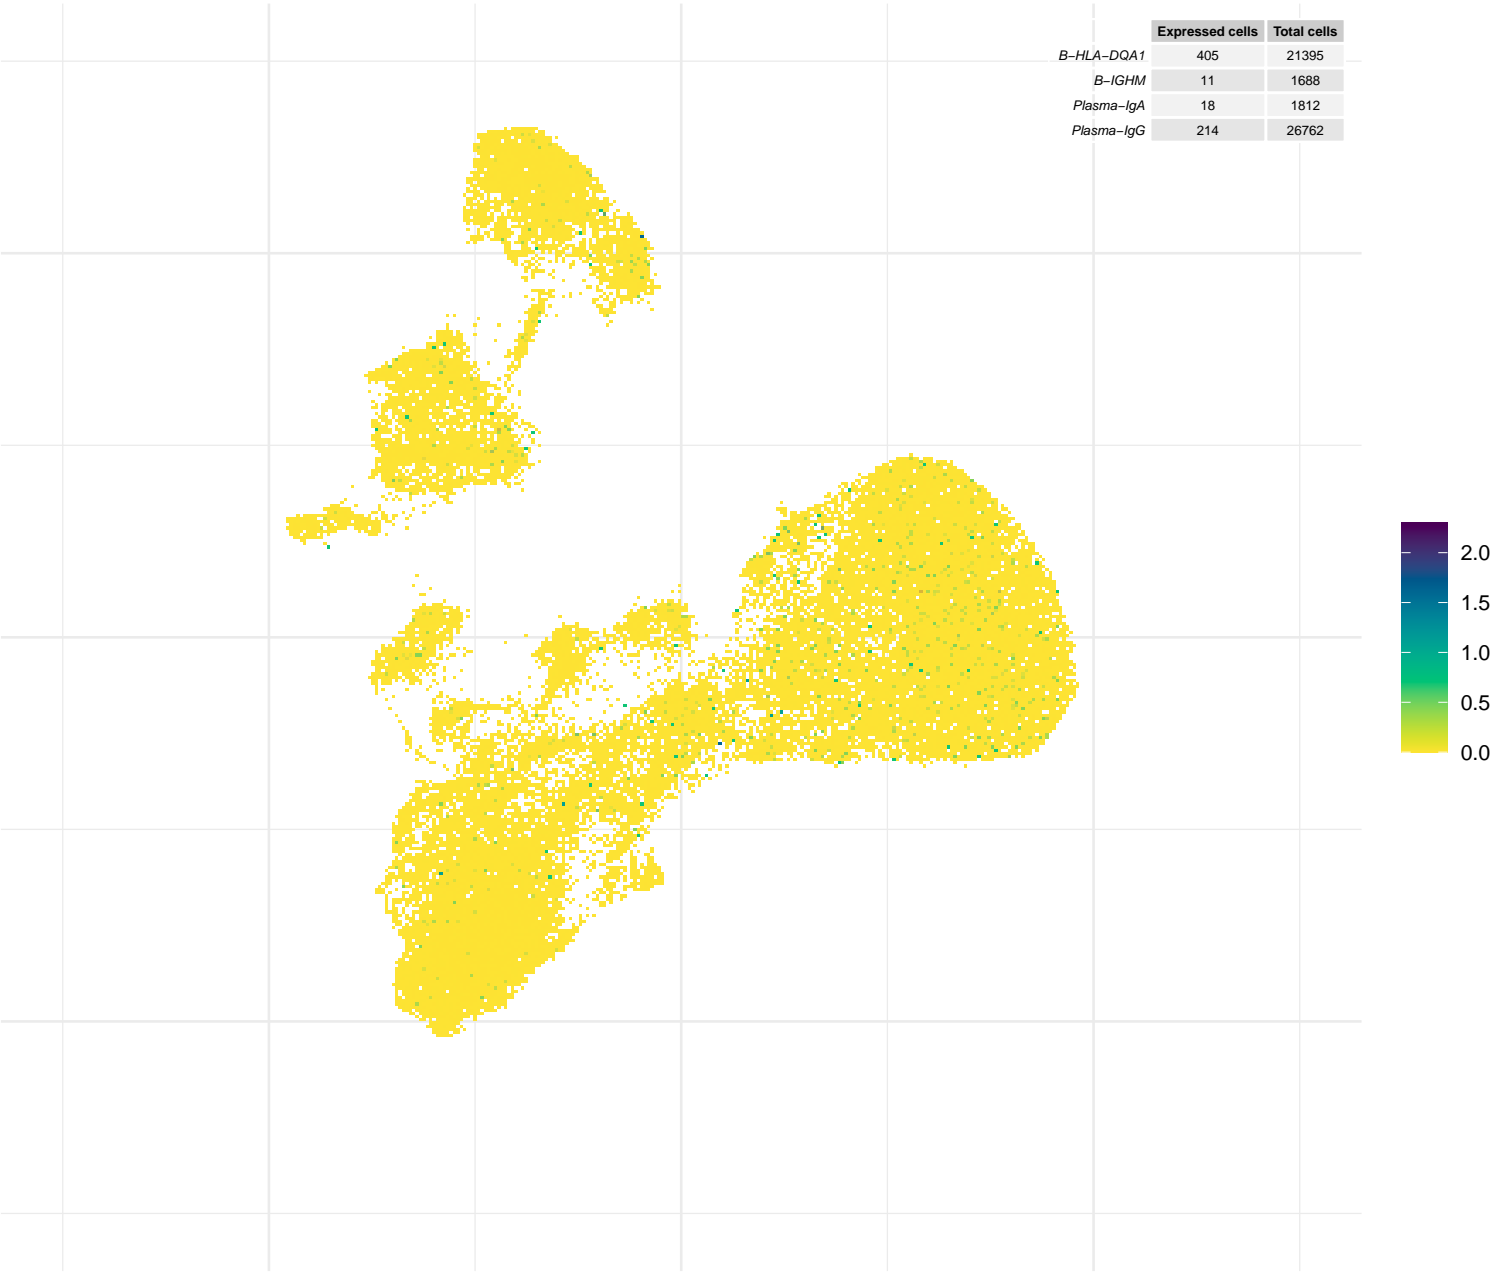 Expressed cells Total cells
B−HLA−DQA1 405 21395
B−IGHM 11 1688
Plasma−IgA 18 1812
Plasma−IgG 214 26762
2.0
1.5
1.0
0.5
0.0